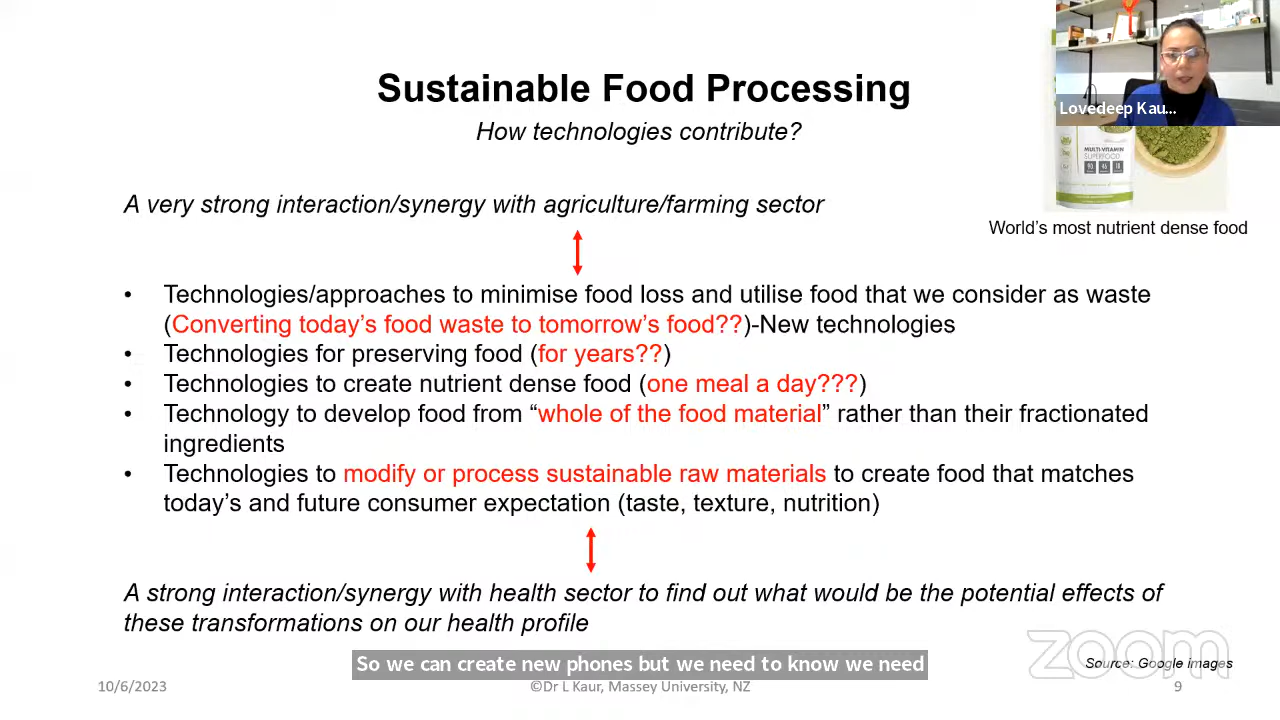 Sustainable Food Processing
How technologies contribute?
Lovedeep Kau...
MULTI-VITAMIN
SUPERFOOD
World's most nutrient dense food
A very strong interaction/synergy with agriculture/farming sector
• Technologies/approaches to minimise food loss and utilise food that we consider as waste
(Converting today's food waste to tomorrow's food??)-New technologies
• Technologies for preserving food (for years??)
• Technologies to create nutrient dense food (one meal a day???)
• Technology to develop food from “whole of the food material” rather than their fractionated
ingredients
• Technologies to modify or process sustainable raw materials to create food that matches
today's and future consumer expectation (taste, texture, nutrition)
A strong interaction/synergy with health sector to find out what would be the potential effects of
these transformations on our health profile
So we can create new phones but we need to know we need
zoom
Source: Google images
10/6/2023
©Dr L Kaur, Massey University, NZ
9